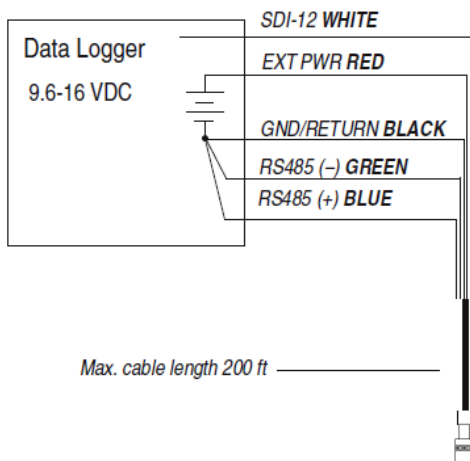 SDI-12 WHITE
Data Logger
EXT PWR RED
9.6-16 VDC
GND/RETURN BLACK
RS485 (–) GREEN
RS485 (+) BLUE
Max. cable length 200 ft